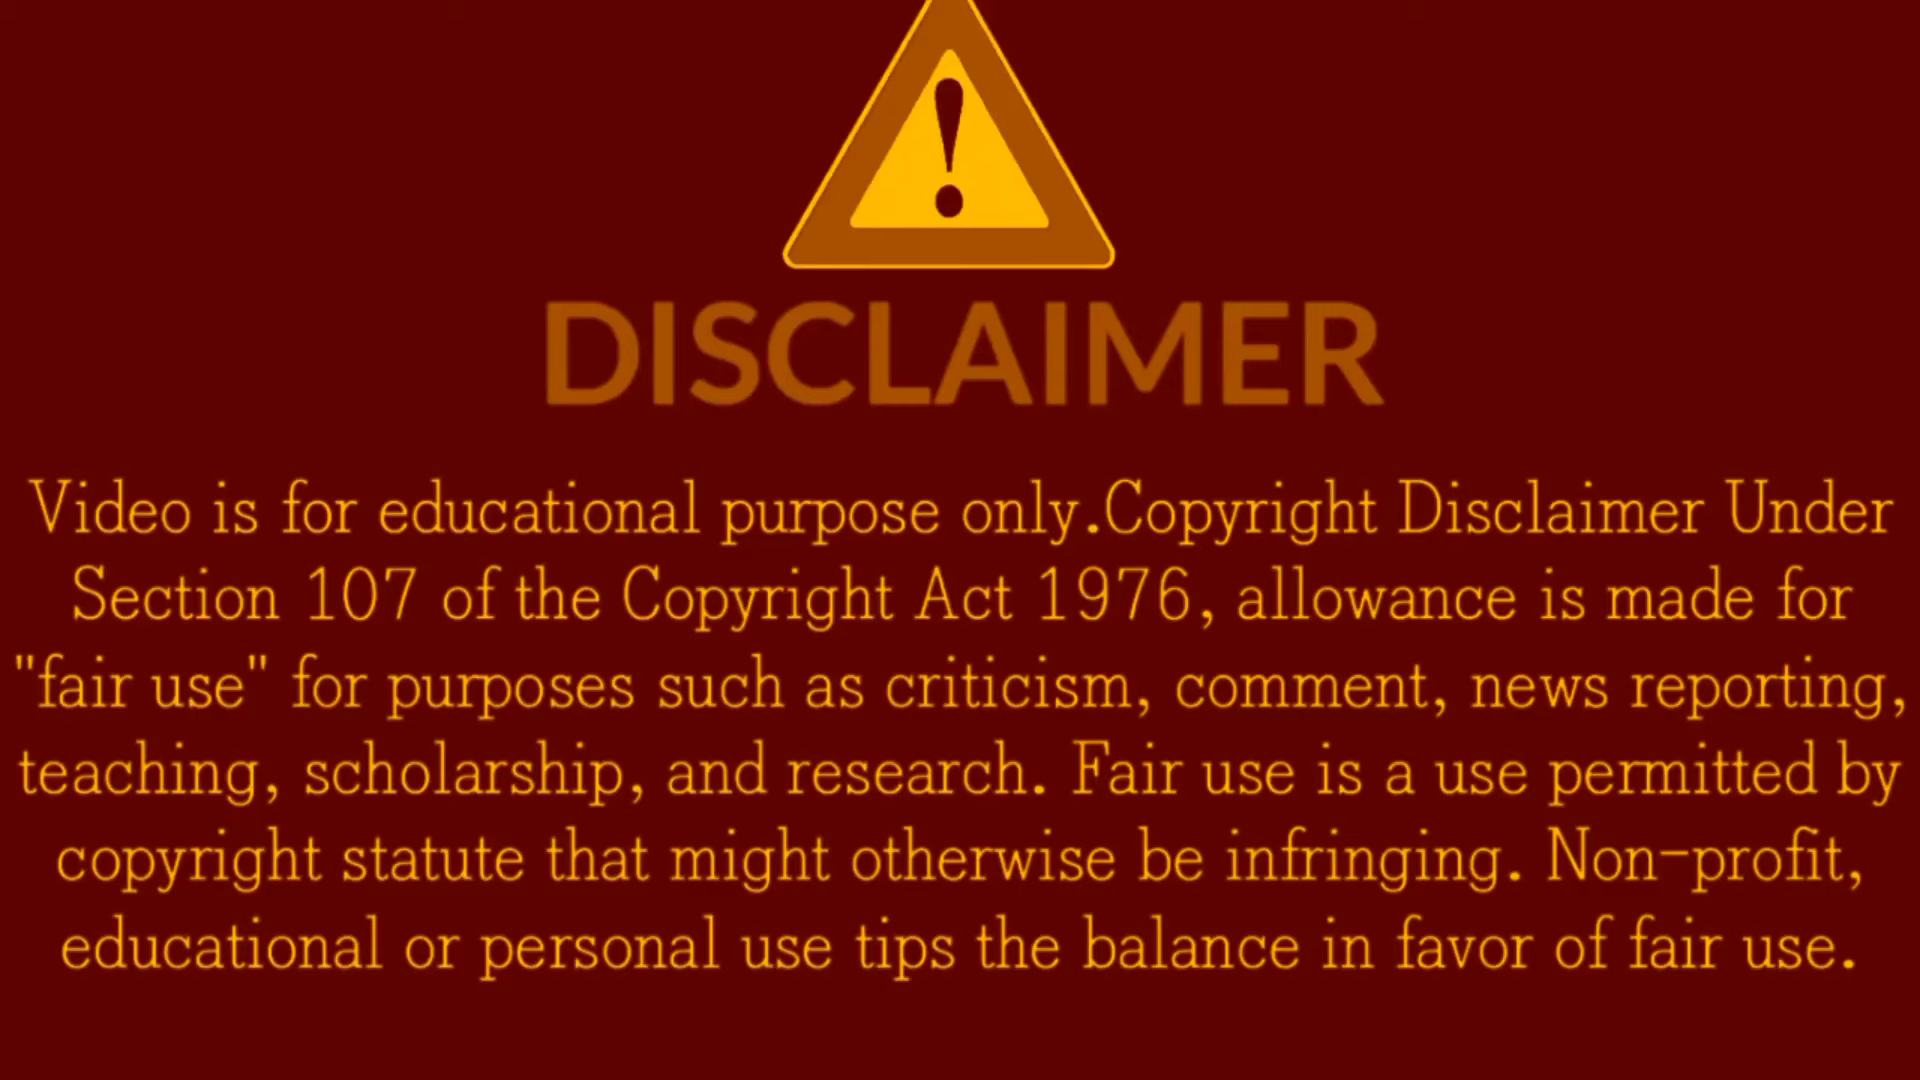 !
DISCLAIMER
Video is for educational purpose only.Copyright Disclaimer Under
Section 107 of the Copyright Act 1976, allowance is made for
"fair use" for purposes such as criticism, comment, news reporting,
teaching, scholarship, and research. Fair use is a use permitted by
copyright statute that might otherwise be infringing. Non-profit,
educational or personal use tips the balance in favor of fair use.